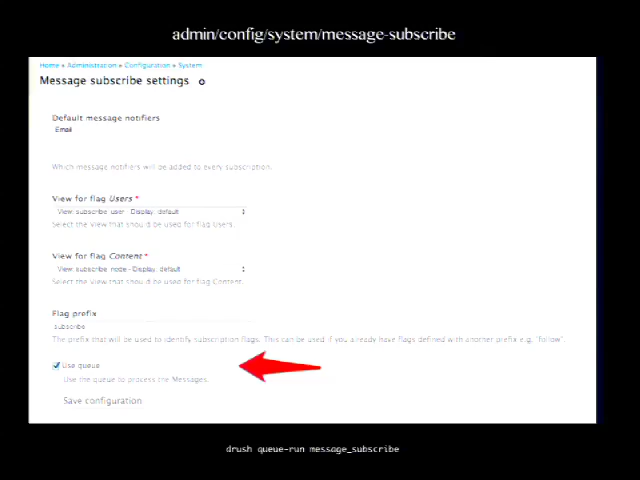 admin/config/system/message-subscribe
Home » Administration » Configuration » System
Message subscribe settings
Default message notifiers
Email
Which message notifiers will be added to every subscription.
View for flag Users *
View: subscribe_user - Display: default
Select the View that should be used for flag Users.
View for flag Content *
View: subscribe_node - Display: default
Select the View that should be used for flag Content.
Flag prefix
subscribe
The prefix that will be used to identify subscription flags. This can be used if you already have flags defined with another prefix e.g. 'follow'.
Use queue
Use the queue to process the Messages.
Save configuration
drush queue-run message_subscribe